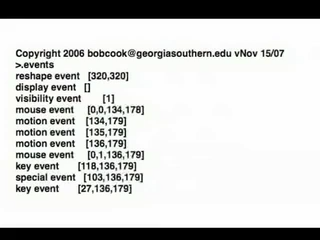 Copyright 2006 bobcook@georgiasouthern.edu vNov 15/07
>.events
reshape event [320,320]
display event []
visibility event [1]
mouse event [0,0,134,178]
motion event [134,179]
motion event [135,179]
motion event [136,179]
mouse event [0,1,136,179]
key event [118,136,179]
special event [103,136,179]
key event [27,136,179]